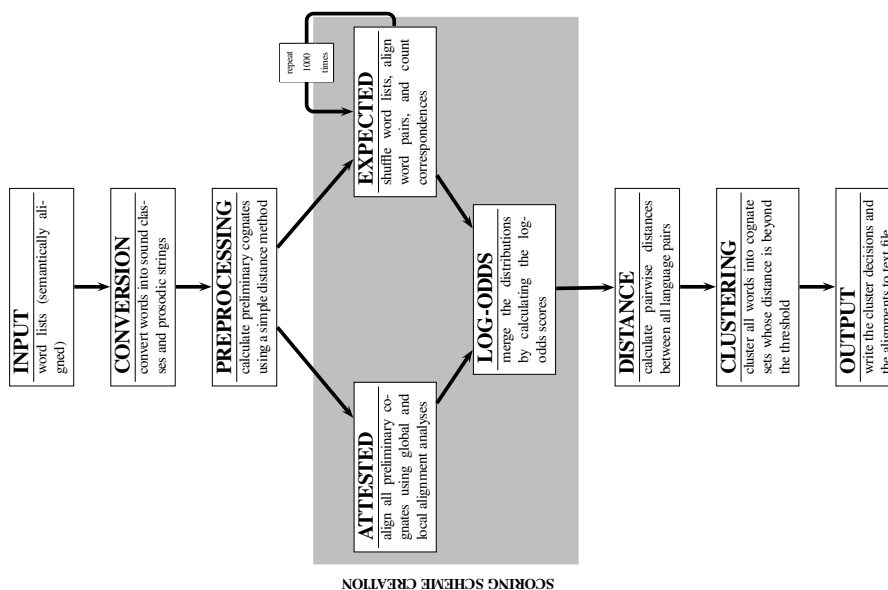 INPUT
word lists (semantically ali-
gned)
CONVERSION
convert words into sound clas-
ses and prosodic strings
PREPROCESSING
calculate preliminary cognates
using a simple distance method
ATTESTED
align all preliminary co-
gnates using global and
local alignment analyses
EXPECTED
shuffle word lists, align
word pairs, and count
correspondences
repeat
1000
times
LOG-ODDS
merge the distributions
by calculating the log-
odds scores
SCORING SCHEME CREATION
DISTANCE
calculate pairwise distances
between all language pairs
CLUSTERING
cluster all words into cognate
sets whose distance is beyond
the threshold
OUTPUT
write the cluster decisions and
the alignments to text file